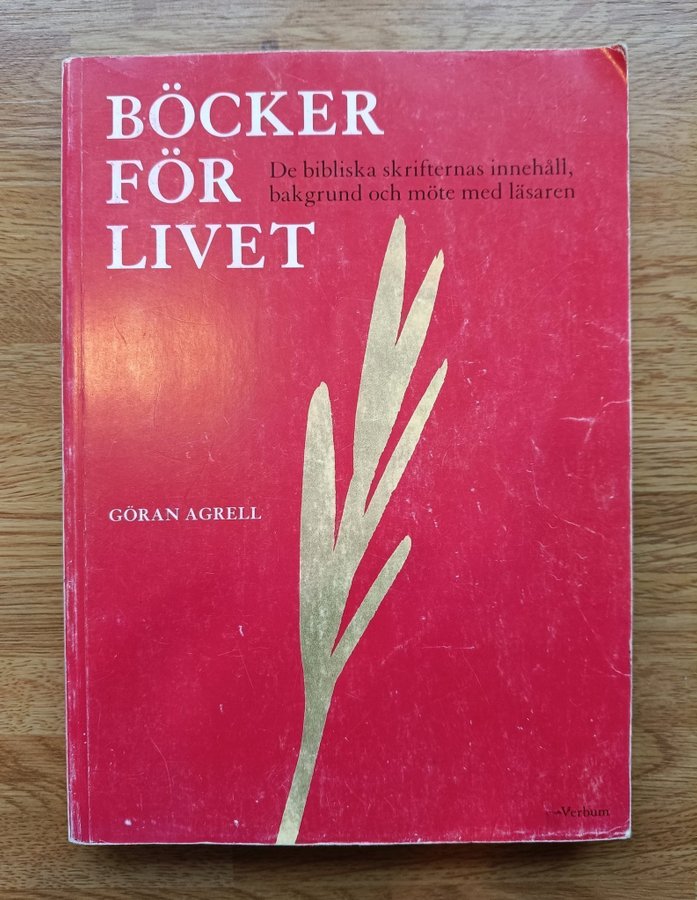 BÖCKER
FÖR
LIVET
De bibliska skrifternas innehåll,
bakgrund och möte med läsaren
GÖRAN AGRELL
Verbum